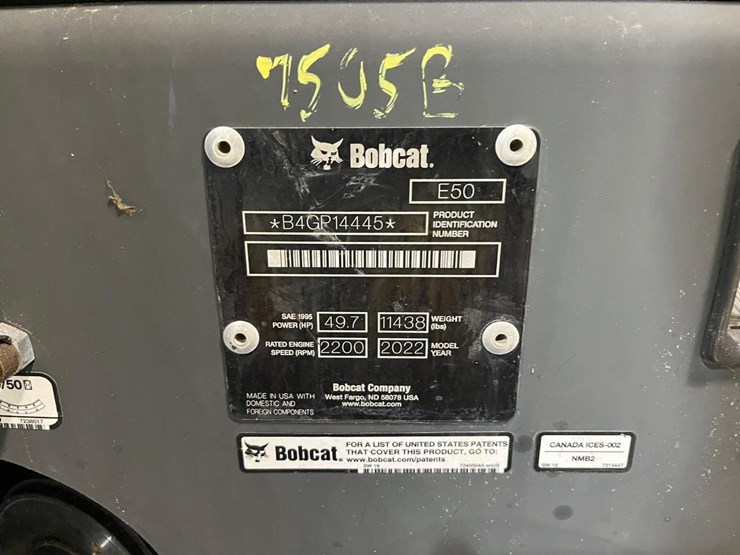 7505E
Bobcat.
E50
*B4GP14445*
PRODUCT
IDENTIFICATION
NUMBER
SAE 1995
POWER (HP)
49.7
11438
WEIGHT
(lbs)
RATED ENGINE
SPEED (RPM)
2200
2022
MODEL
YEAR
MADE IN USA WITH
DOMESTIC AND
FOREIGN COMPONENTS
Bobcat Company
West Fargo, ND 58078 USA
www.bobcat.com
Bobcat.
FOR A LIST OF UNITED STATES PATENTS
THAT COVER THIS PRODUCT, GO TO:
www.bobcat.com/patents
CANADA ICES-002
NMB2
7238017